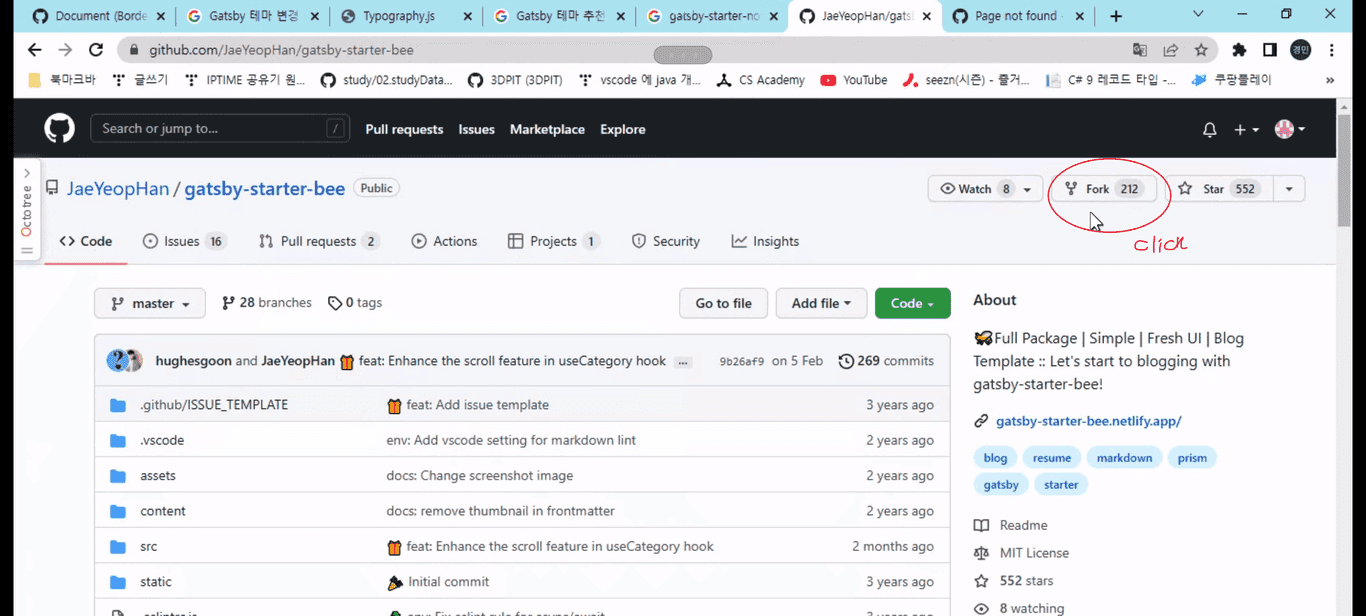 Document (Borde
Gatsby 테마 변경
Typography.js
Gatsby 테마 추천
gatsby-starter-no
JaeYeopHan/gats
Page not found
github.com/JaeYeopHan/gatsby-starter-bee
경민
북마크바
글쓰기
IPTIME 공유기 원...
study/02.studyData...
3DPIT (3DPIT)
vscode 에 java 개...
CS Academy
YouTube
seezn(시즌) - 즐거...
C# 9 레코드 타입 -...
쿠팡플레이
»
Search or jump to...
/
Pull requests
Issues
Marketplace
Explore
Octotree
JaeYeopHan / gatsby-starter-bee
Public
Watch 8
Fork 212
Star 552
click
Code
Issues 16
Pull requests 2
Actions
Projects 1
Security
Insights
master
28 branches
0 tags
Go to file
Add file
Code
About
hughesgoon and JaeYeopHan 🎁 feat: Enhance the scroll feature in useCategory hook ...
9b26af9 on 5 Feb
269 commits
Full Package | Simple | Fresh UI | Blog
Template :: Let's start to blogging with
gatsby-starter-bee!
.github/ISSUE_TEMPLATE 🎁 feat: Add issue template 3 years ago
.vscode env: Add vscode setting for markdown lint 2 years ago
assets docs: Change screenshot image 2 years ago
content docs: remove thumbnail in frontmatter 2 years ago
src 🎁 feat: Enhance the scroll feature in useCategory hook 2 months ago
static 🎉 Initial commit 3 years ago
gatsby-starter-bee.netlify.app/
blog
resume
markdown
prism
gatsby
starter
Readme
MIT License
552 stars
8 watching